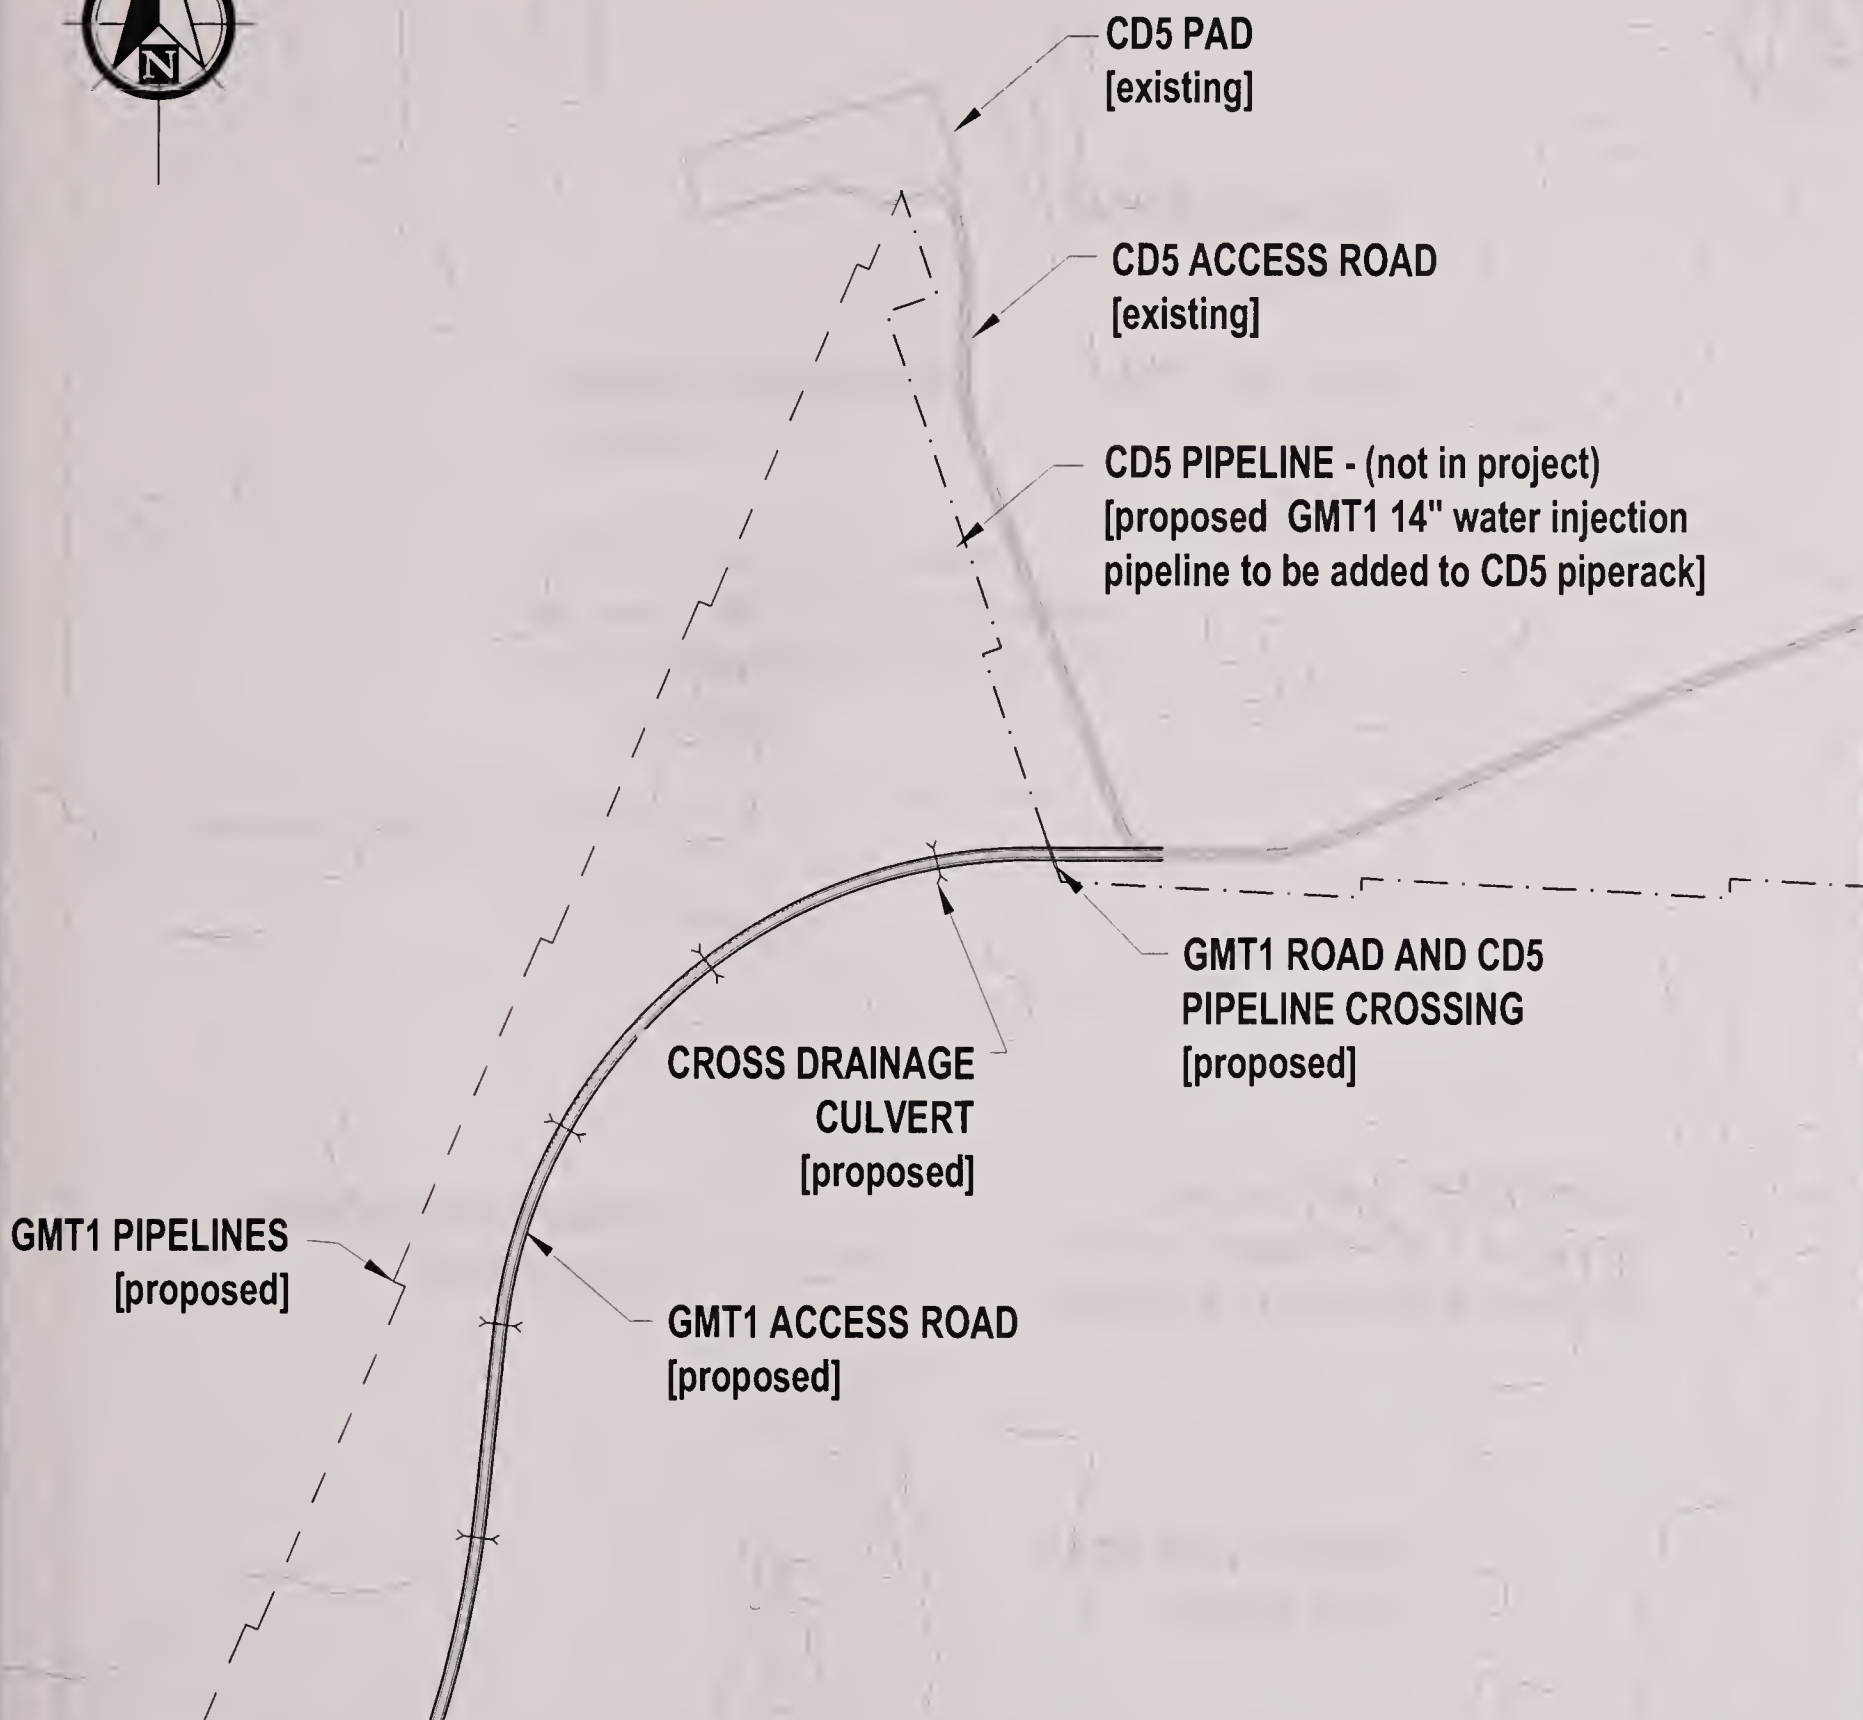 N
CD5 PAD
[existing]
CD5 ACCESS ROAD
[existing]
CD5 PIPELINE - (not in project)
[proposed GMT1 14" water injection
pipeline to be added to CD5 piperack]
GMT1 ROAD AND CD5
PIPELINE CROSSING
[proposed]
CROSS DRAINAGE
CULVERT
[proposed]
GMT1 PIPELINES
[proposed]
GMT1 ACCESS ROAD
[proposed]